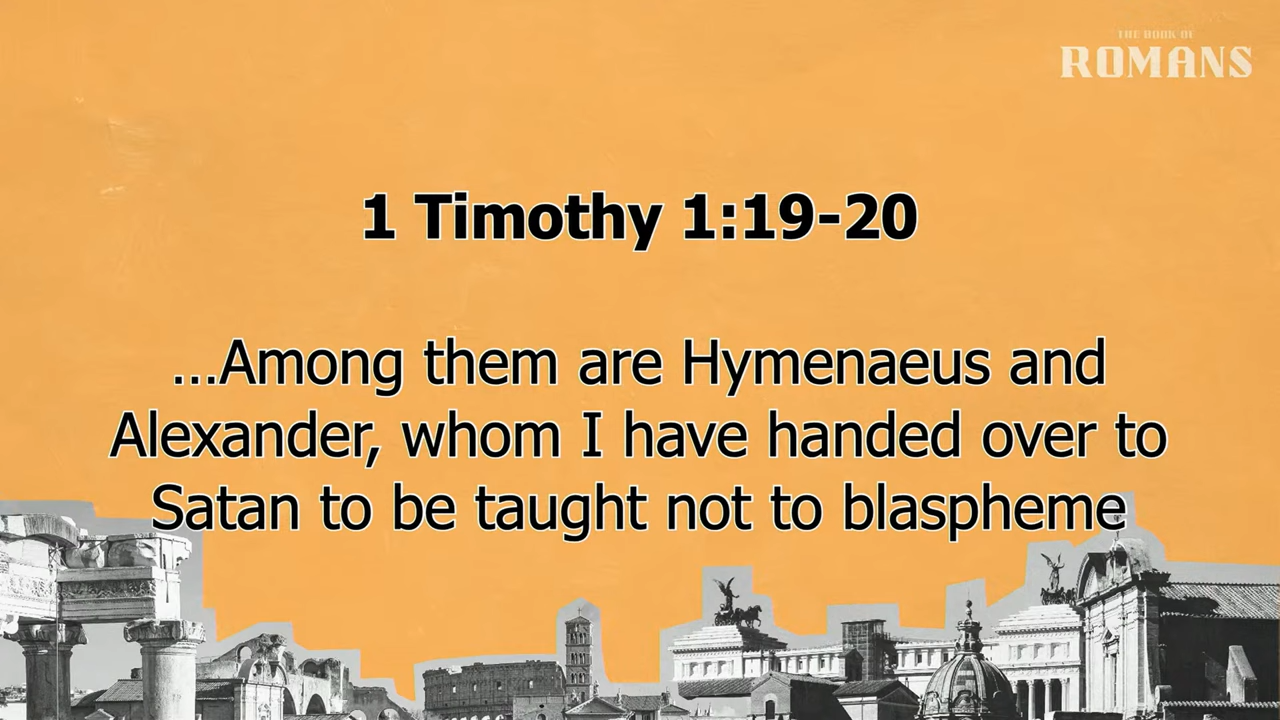 THE BOOK OF
ROMANS
1 Timothy 1:19-20
...Among them are Hymenaeus and
Alexander, whom I have handed over to
Satan to be taught not to blaspheme